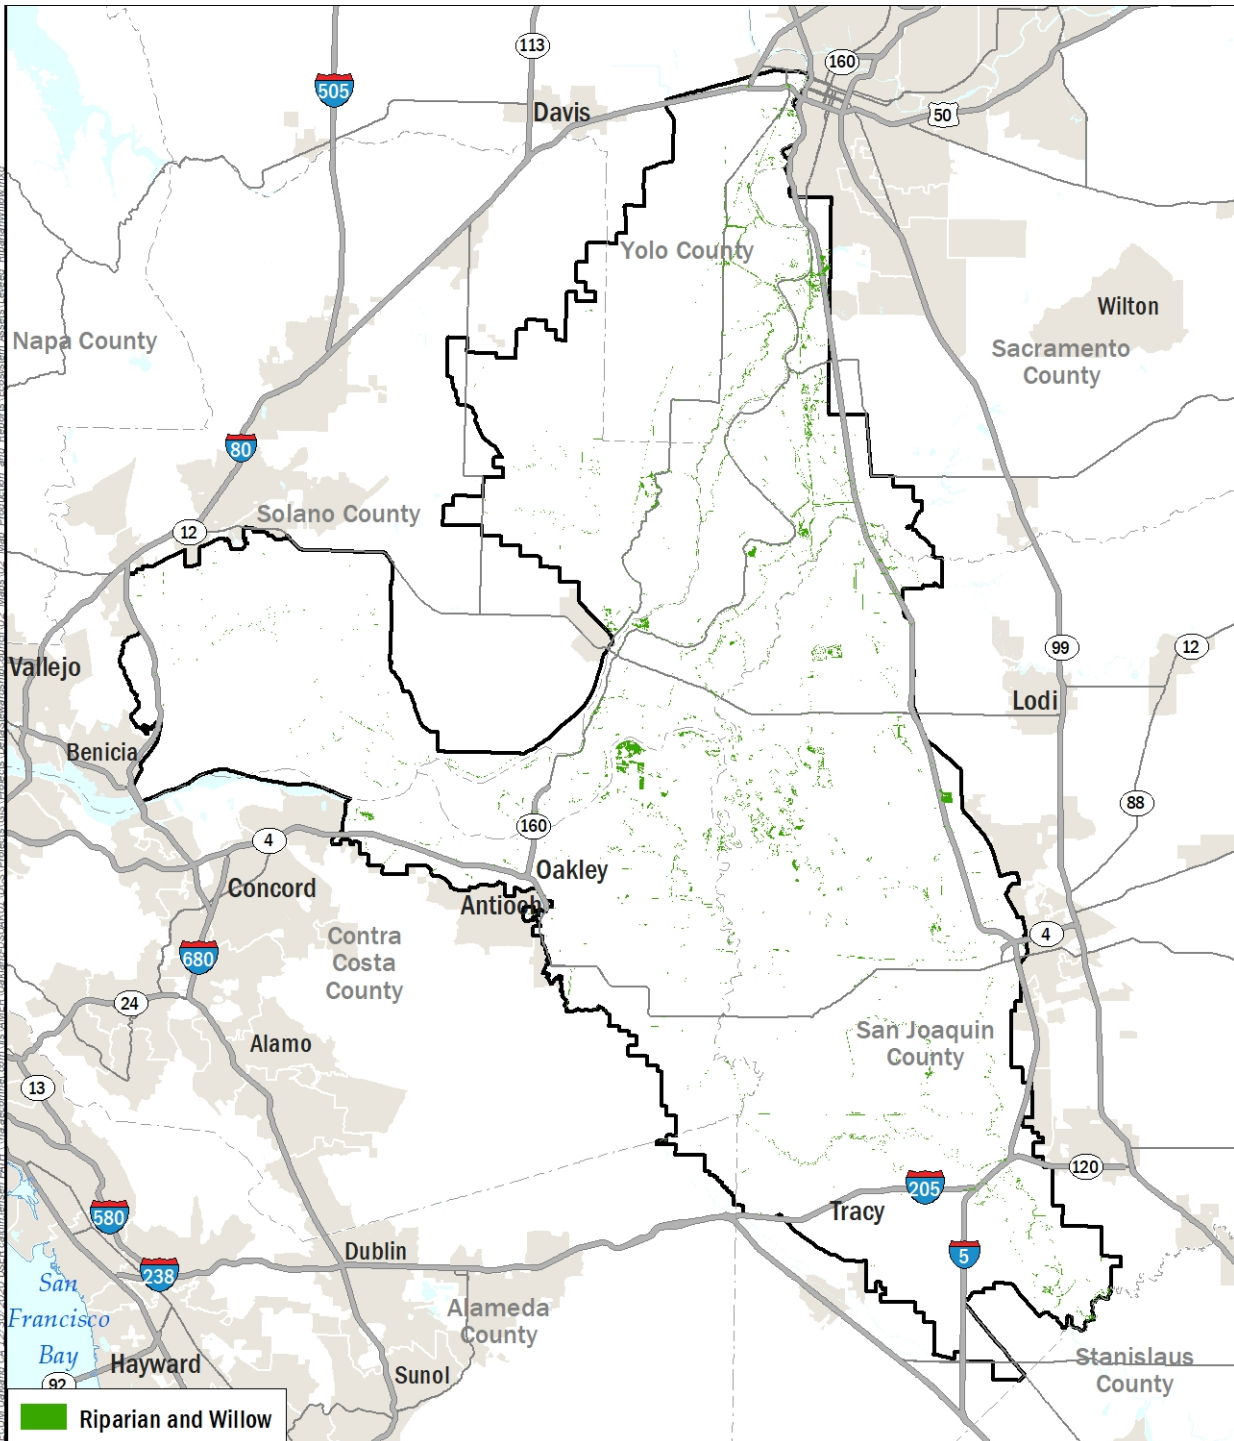 113
160
505
Davis
50
Yolo County
Wilton
Napa County
Sacramento
County
80
Solano County
12
99
12
Vallejo
Lodi
Benicia
88
160
4
Oakley
Concord
Antioch
4
Contra
Costa
County
680
24
San Joaquin
County
Alamo
13
120
205
Tracy
580
Dublin
5
238
San
Francisco
Bay
Alameda
County
Hayward
Sunol
Stanislaus
County
92
Riparian and Willow